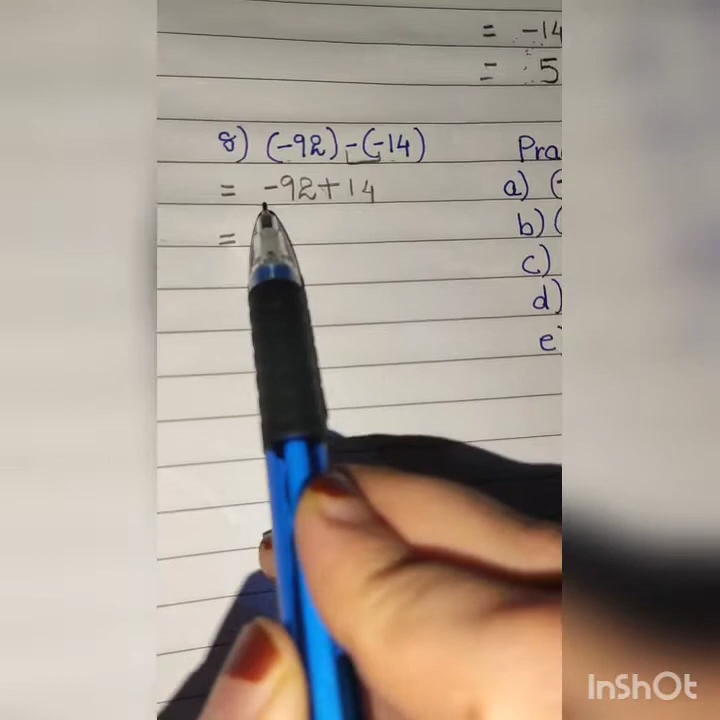 = -14
= 5
8) (-92) - (-14)
= -92+14
=
Pra
a) (-
b) (
c)
d)
e)
InShOt